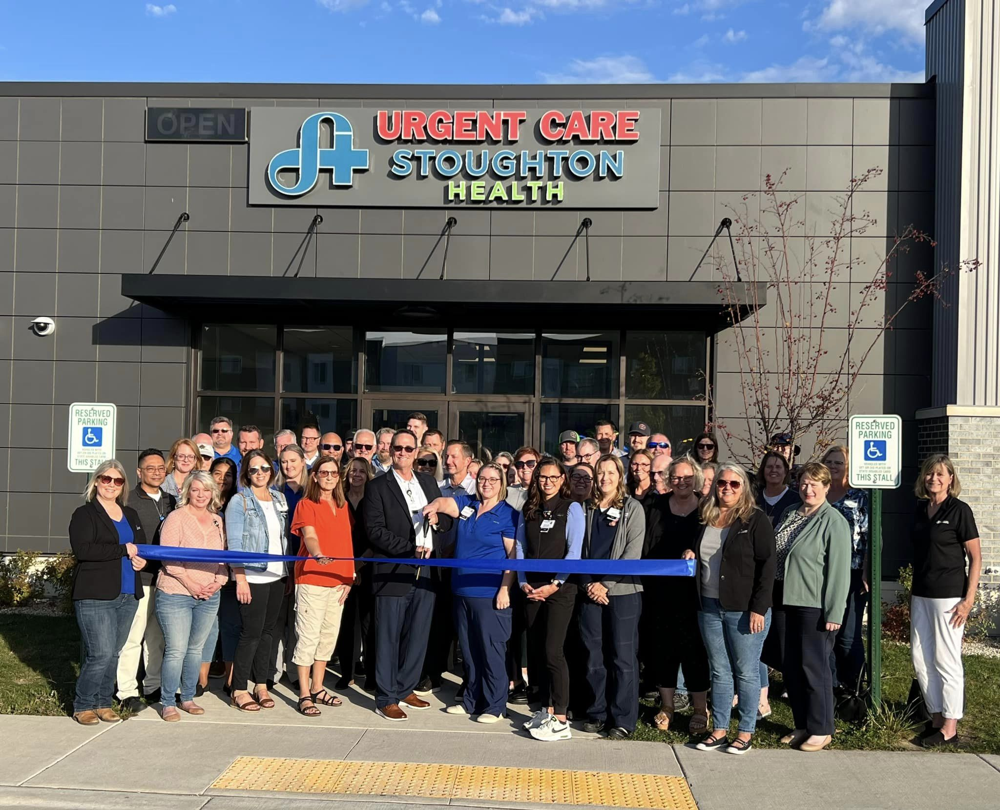 OPEN
URGENT CARE
STOUGHTON
HEALTH
RESERVED
PARKING
THIS STALL
RESERVED
PARKING
THIS STALL